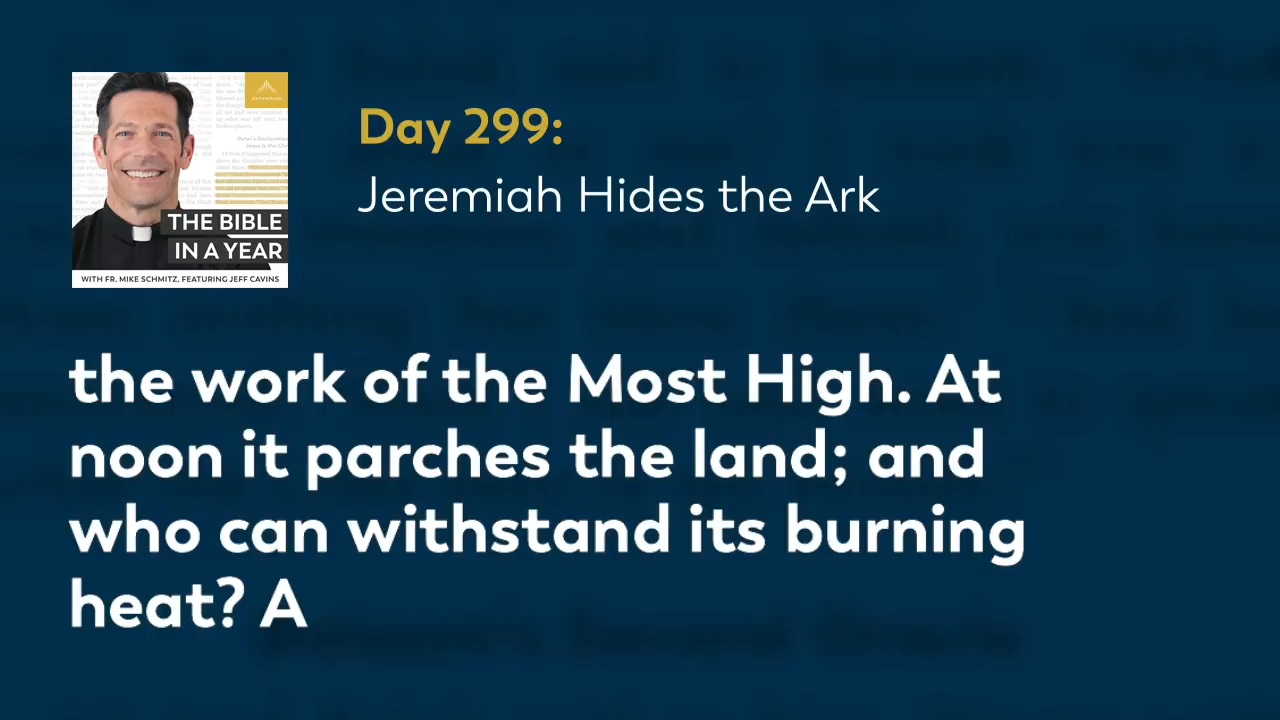 Day 299:
Jeremiah Hides the Ark
THE BIBLE
IN A YEAR
WITH FR. MIKE SCHMITZ, FEATURING JEFF CAVINS
the work of the Most High. At
noon it parches the land; and
who can withstand its burning
heat? A